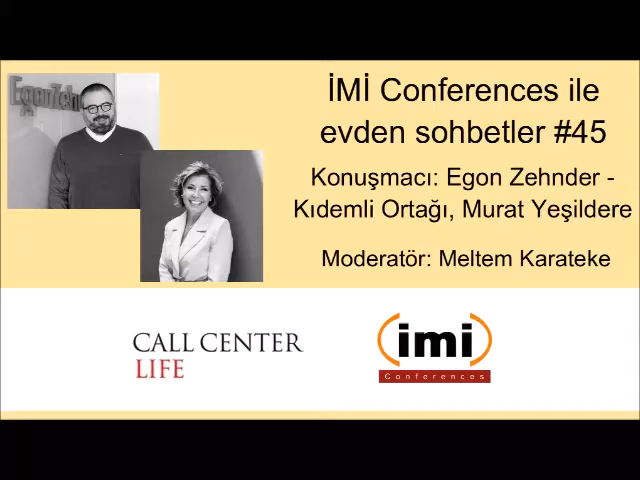 EgonZehn
İMİ Conferences ile
evden sohbetler #45
Konuşmacı: Egon Zehnder -
Kıdemli Ortağı, Murat Yeşildere
Moderatör: Meltem Karateke
CALL CENTER
LIFE
imi
Conferences